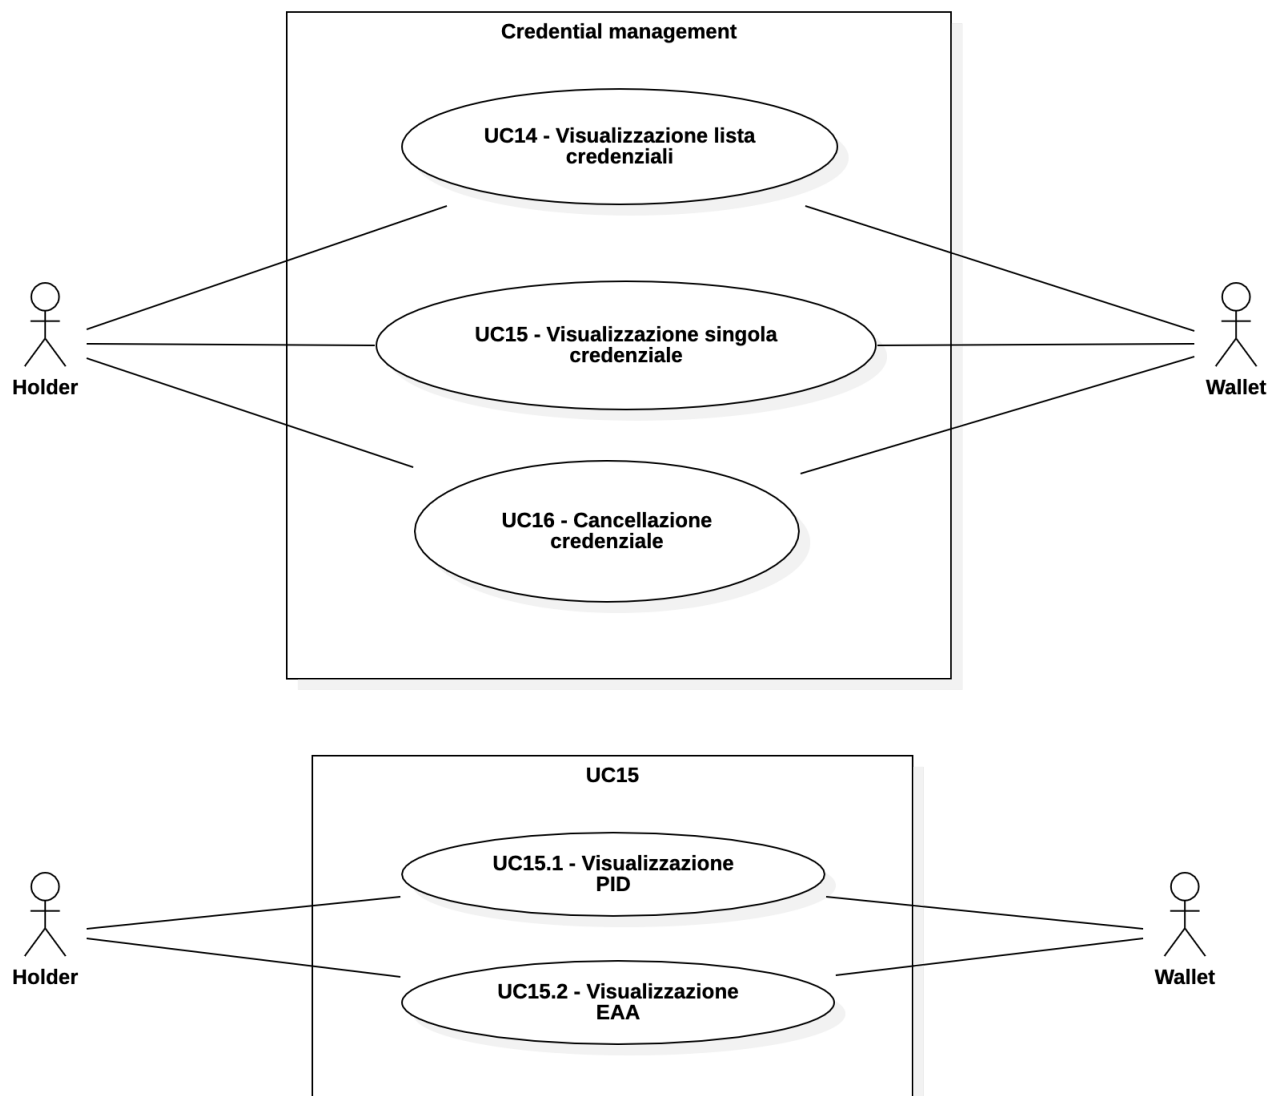 Credential management
UC14 - Visualizzazione lista
credenziali
UC15 - Visualizzazione singola
credenziale
Holder
Wallet
UC16 - Cancellazione
credenziale
UC15
UC15.1 - Visualizzazione
PID
Holder
Wallet
UC15.2 - Visualizzazione
EAA